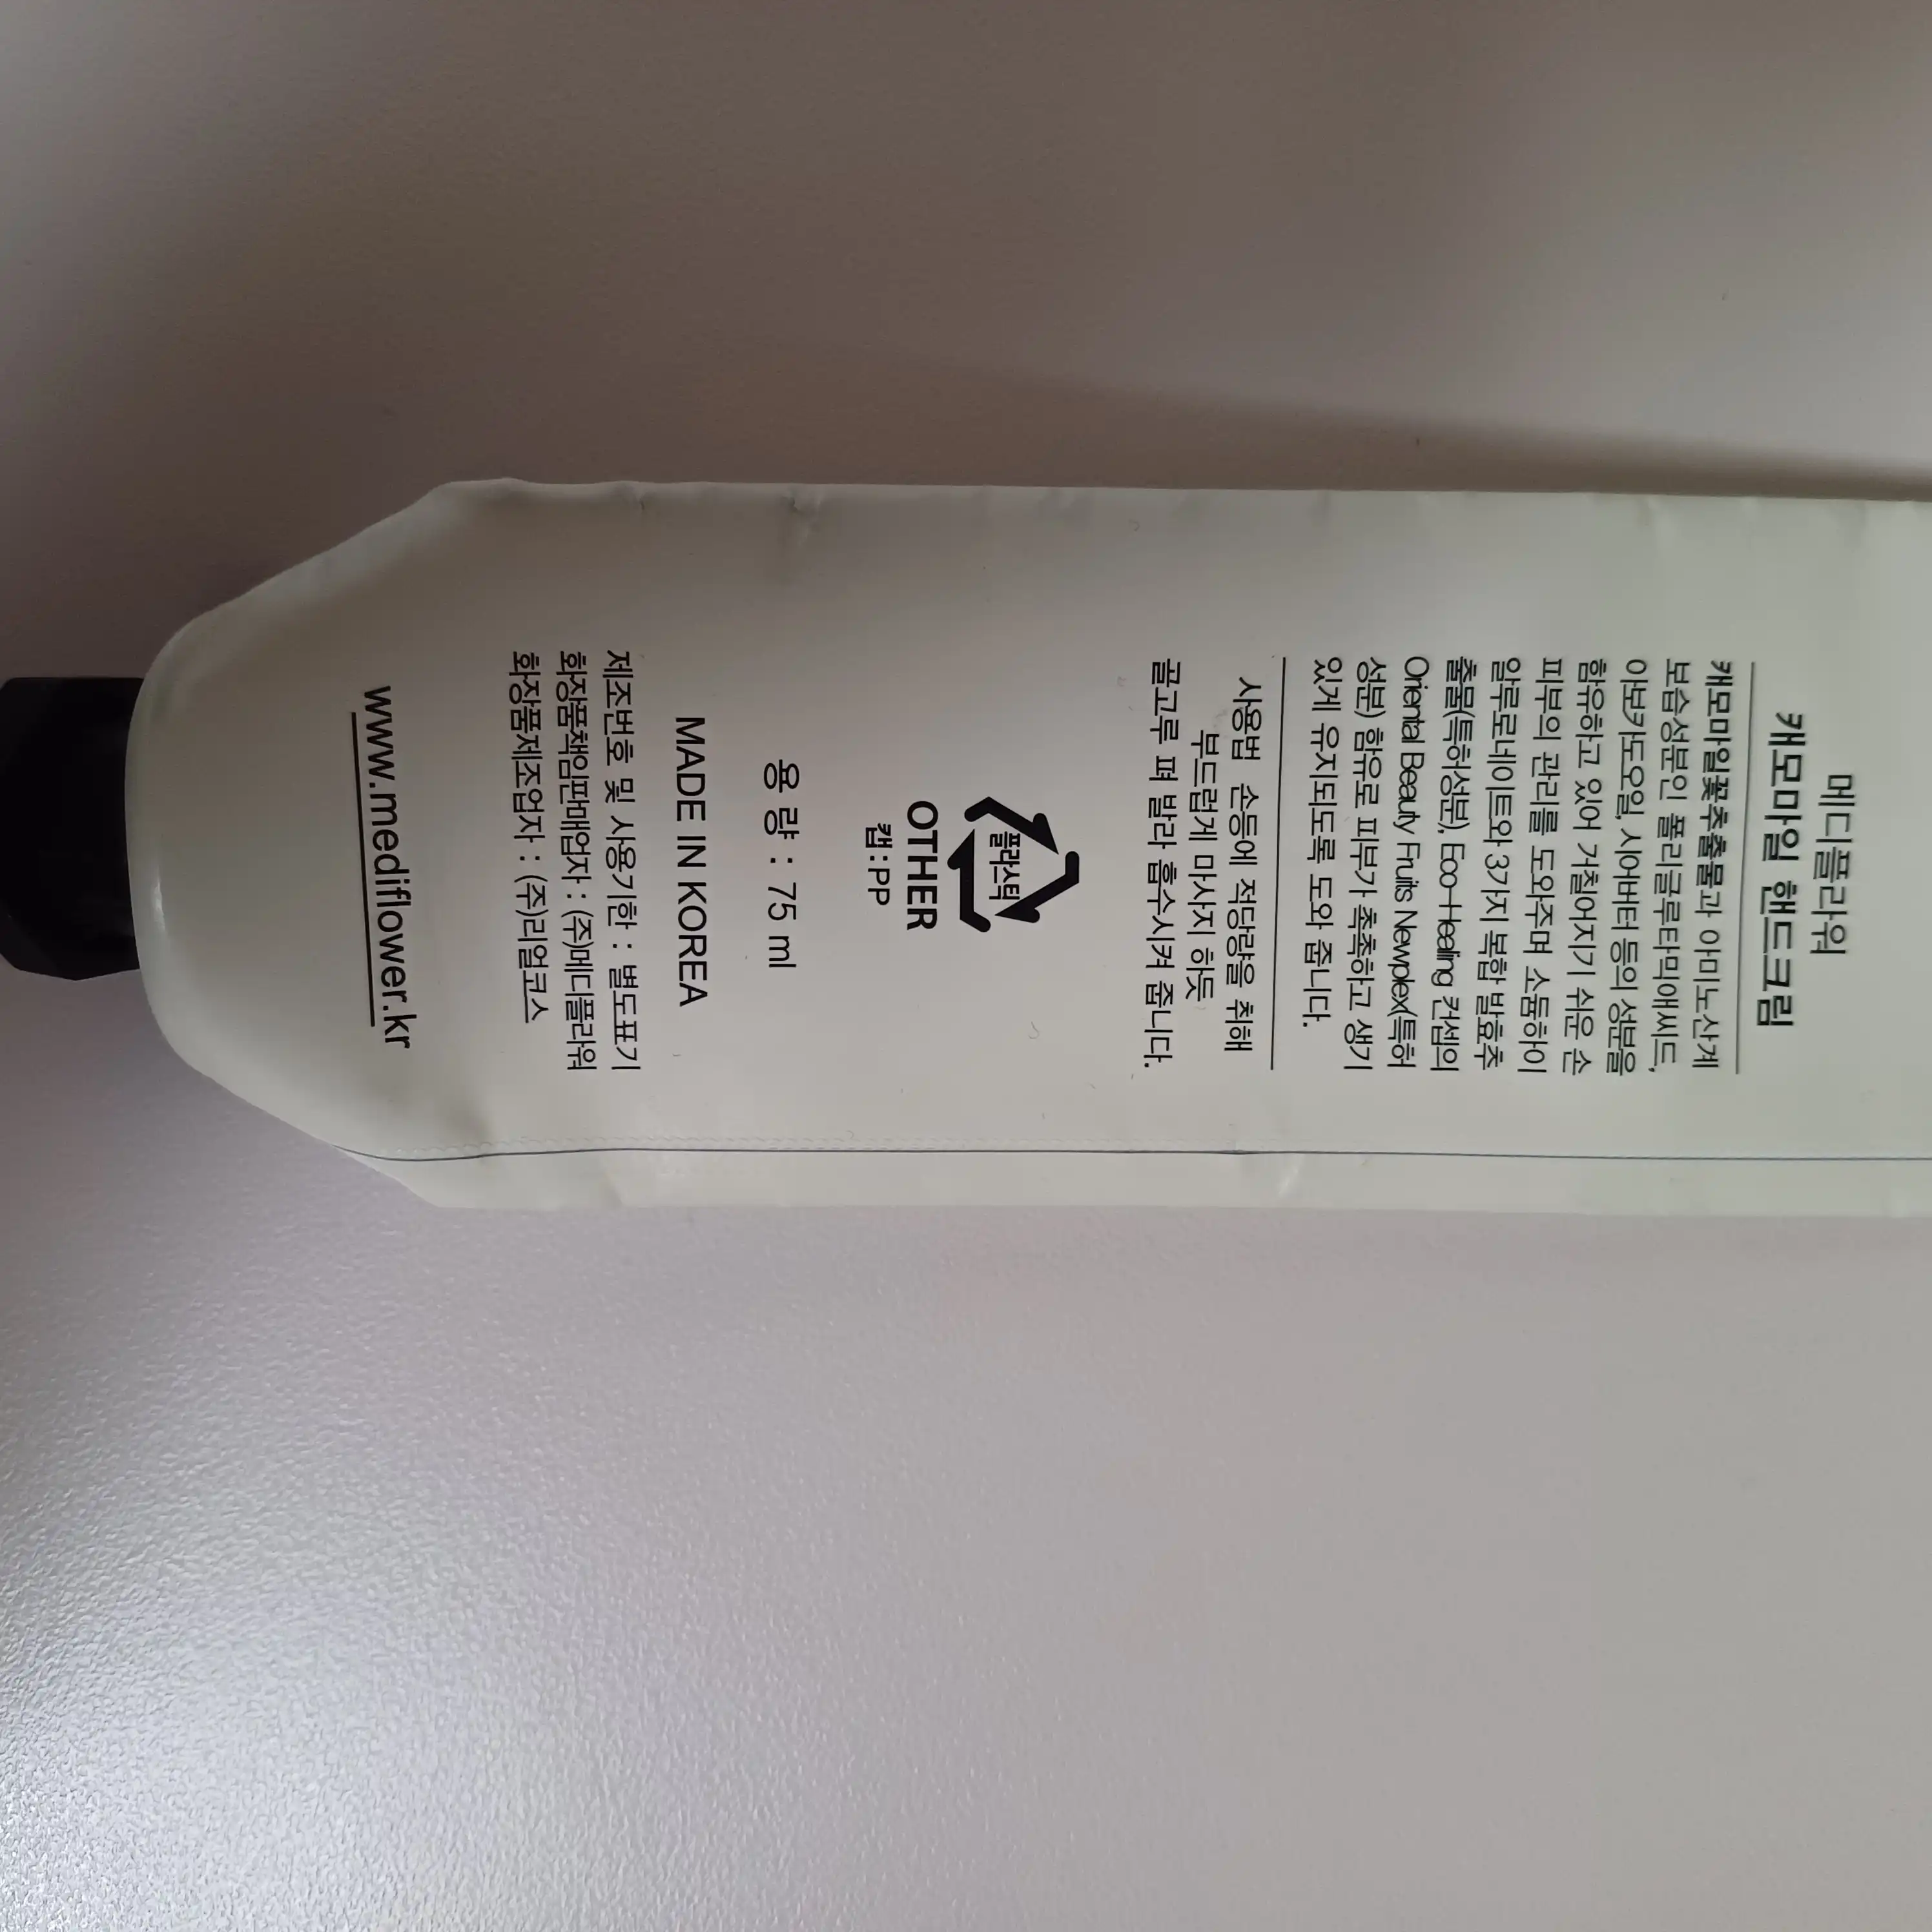 메디플라워
캐모마일 핸드크림
캐모마일꽃추출물과 아미노산계
보습성분인 폴리글루타믹애씨드,
아보카도오일, 시어버터 등의 성분을
함유하고 있어 거칠어지기 쉬운 손
피부의 관리를 도와주며 소듐하이
알루로네이트와 3가지 복합 발효추
출물(특허성분), Eco-Healing 컨셉의
Oriental Beauty Fruits Newplex(특허
성분) 함유로 피부가 촉촉하고 생기
있게 유지되도록 도와 줍니다.
사용법 손등에 적당량을 취해
부드럽게 마사지 하듯
골고루 펴 발라 흡수시켜 줍니다.
플라스틱
OTHER
캡:PP
용 량 : 75 ml
MADE IN KOREA
제조번호 및 사용기한 : 별도표기
화장품책임판매업자 : (주)메디플라워
화장품제조업자 : (주)리얼코스
www.mediflower.kr